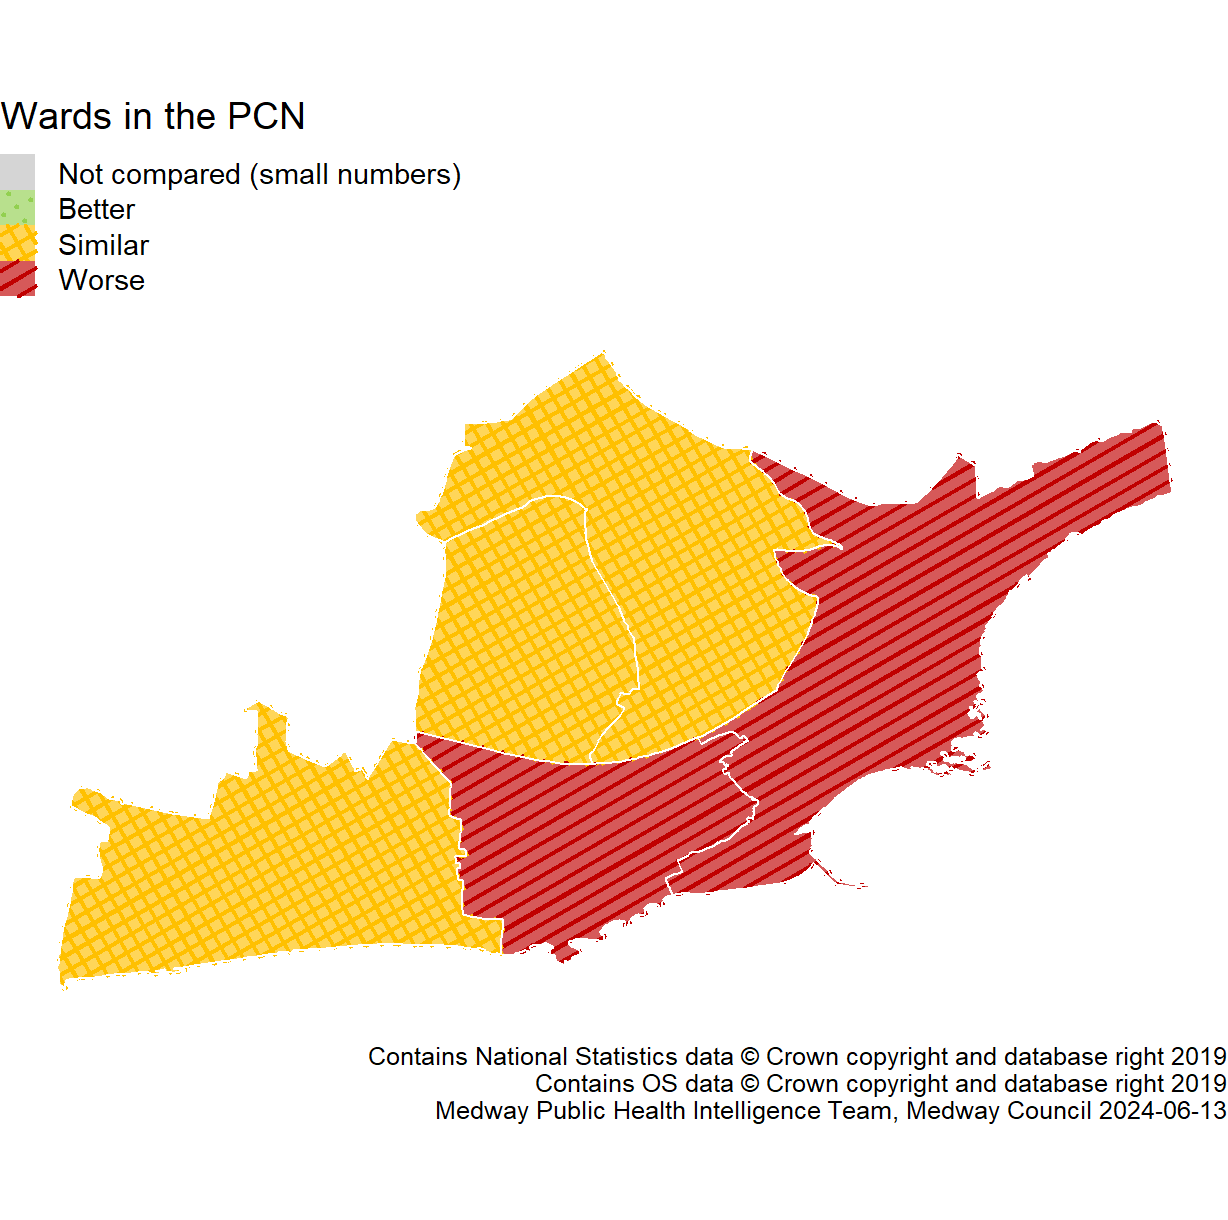 Wards in the PCN
Not compared (small numbers)
Better
Similar
Worse
Contains National Statistics data © Crown copyright and database right 2019
Contains OS data © Crown copyright and database right 2019
Medway Public Health Intelligence Team, Medway Council 2024-06-13